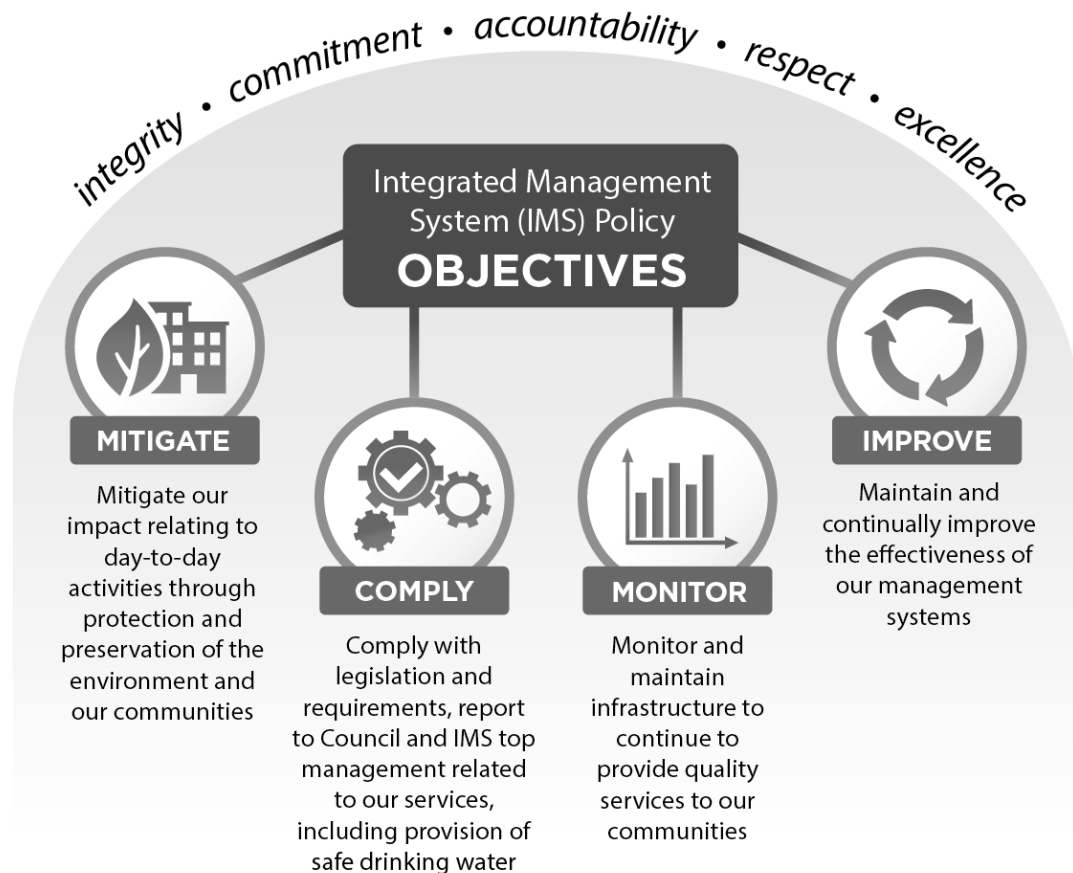 integrity • commitment • accountability • respect • excellence
Integrated Management
System (IMS) Policy
OBJECTIVES
MITIGATE
Mitigate our
impact relating to
day-to-day
activities through
protection and
preservation of the
environment and
our communities
COMPLY
Comply with
legislation and
requirements, report
to Council and IMS top
management related
to our services,
including provision of
safe drinking water
MONITOR
Monitor and
maintain
infrastructure to
continue to
provide quality
services to our
communities
IMPROVE
Maintain and
continually improve
the effectiveness of
our management
systems